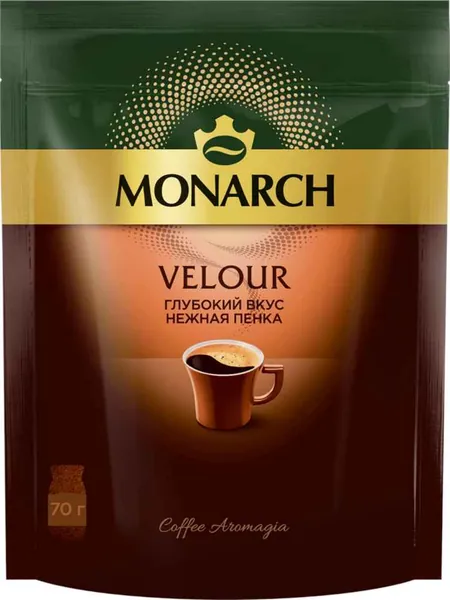 MONARCH
VELOUR
ГЛУБОКИЙ ВКУС
НЕЖНАЯ ПЕНКА
70 г
Coffee Aromagia